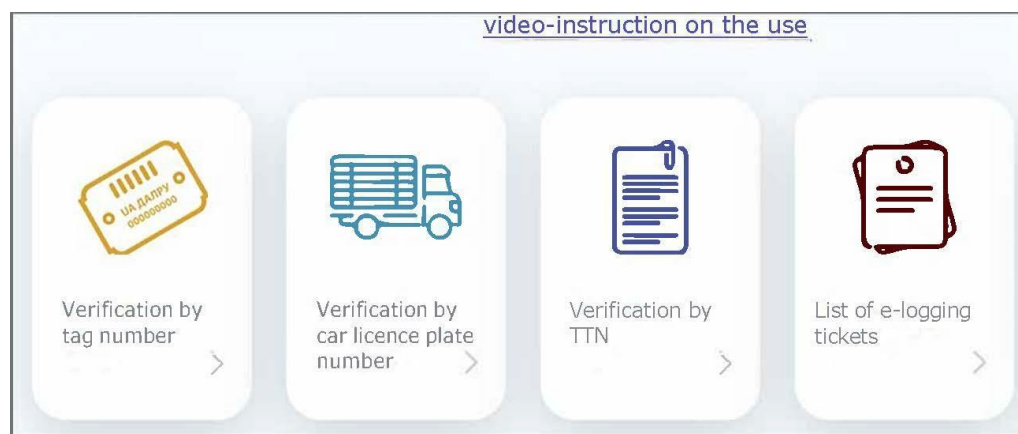 video-instruction on the use
UA ДАЛРУ
000000000
Verification by
tag number
Verification by
car licence plate
number
Verification by
TTN
List of e-logging
tickets